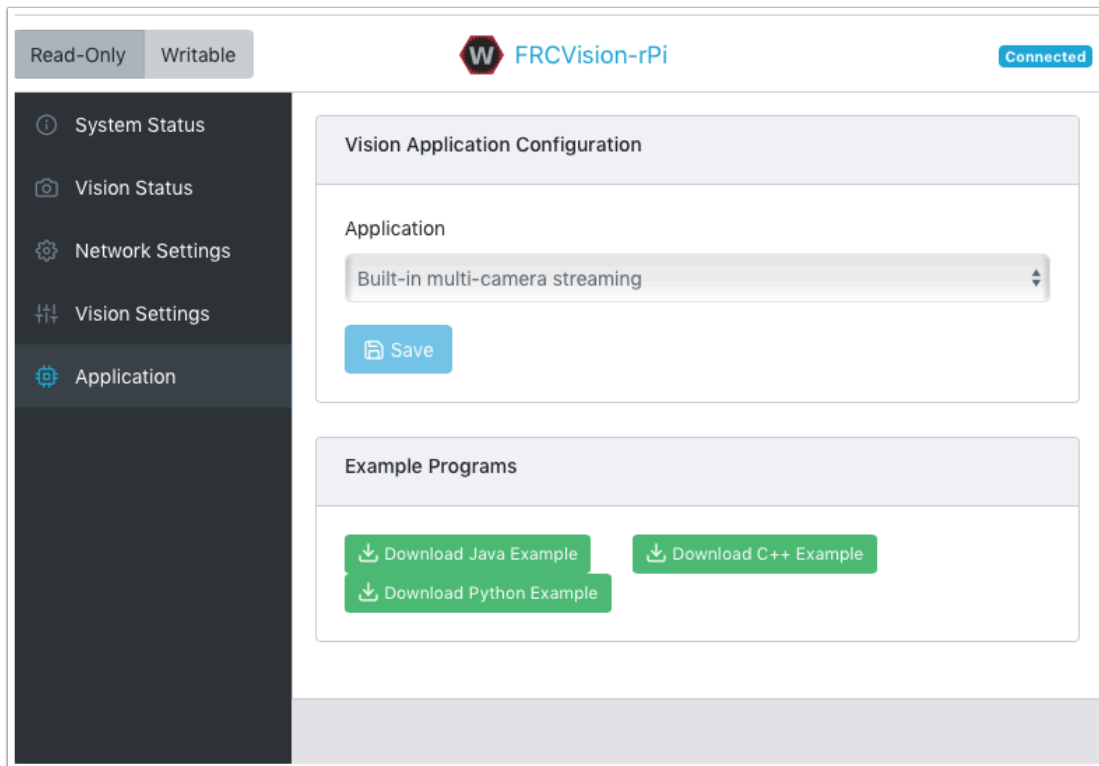 Read-Only Writable W FRCVision-rPi Connected
System Status
Vision Status
Network Settings
Vision Settings
Application
Vision Application Configuration
Application
Built-in multi-camera streaming
Save
Example Programs
Download Java Example Download C++ Example
Download Python Example